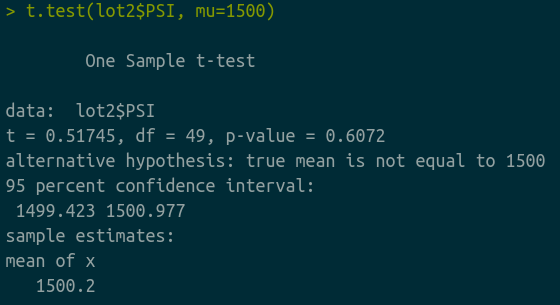 > t.test(lot2$PSI, mu=1500)
One Sample t-test
data:  lot2$PSI
t = 0.51745, df = 49, p-value = 0.6072
alternative hypothesis: true mean is not equal to 1500
95 percent confidence interval:
1499.423 1500.977
sample estimates:
mean of x
1500.2